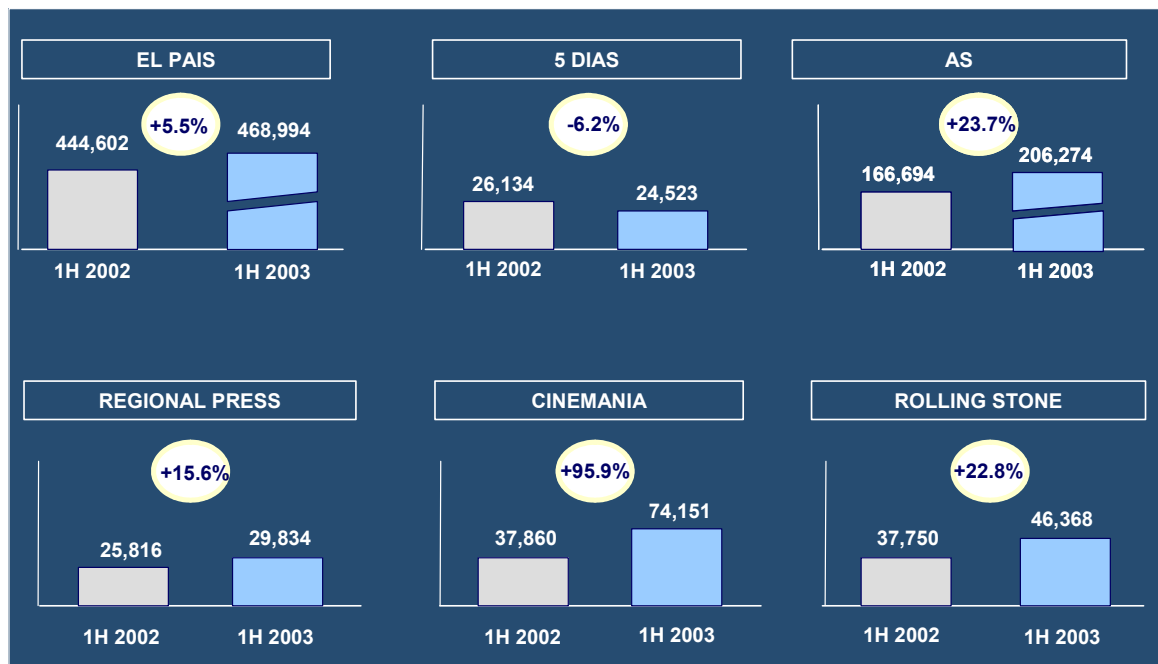 EL PAIS
+5.5%
444,602
468,994
1H 2002
1H 2003
5 DIAS
-6.2%
26,134
24,523
1H 2002
1H 2003
AS
+23.7%
166,694
206,274
1H 2002
1H 2003
REGIONAL PRESS
+15.6%
25,816
29,834
1H 2002
1H 2003
CINEMANIA
+95.9%
37,860
74,151
1H 2002
1H 2003
ROLLING STONE
+22.8%
37,750
46,368
1H 2002
1H 2003